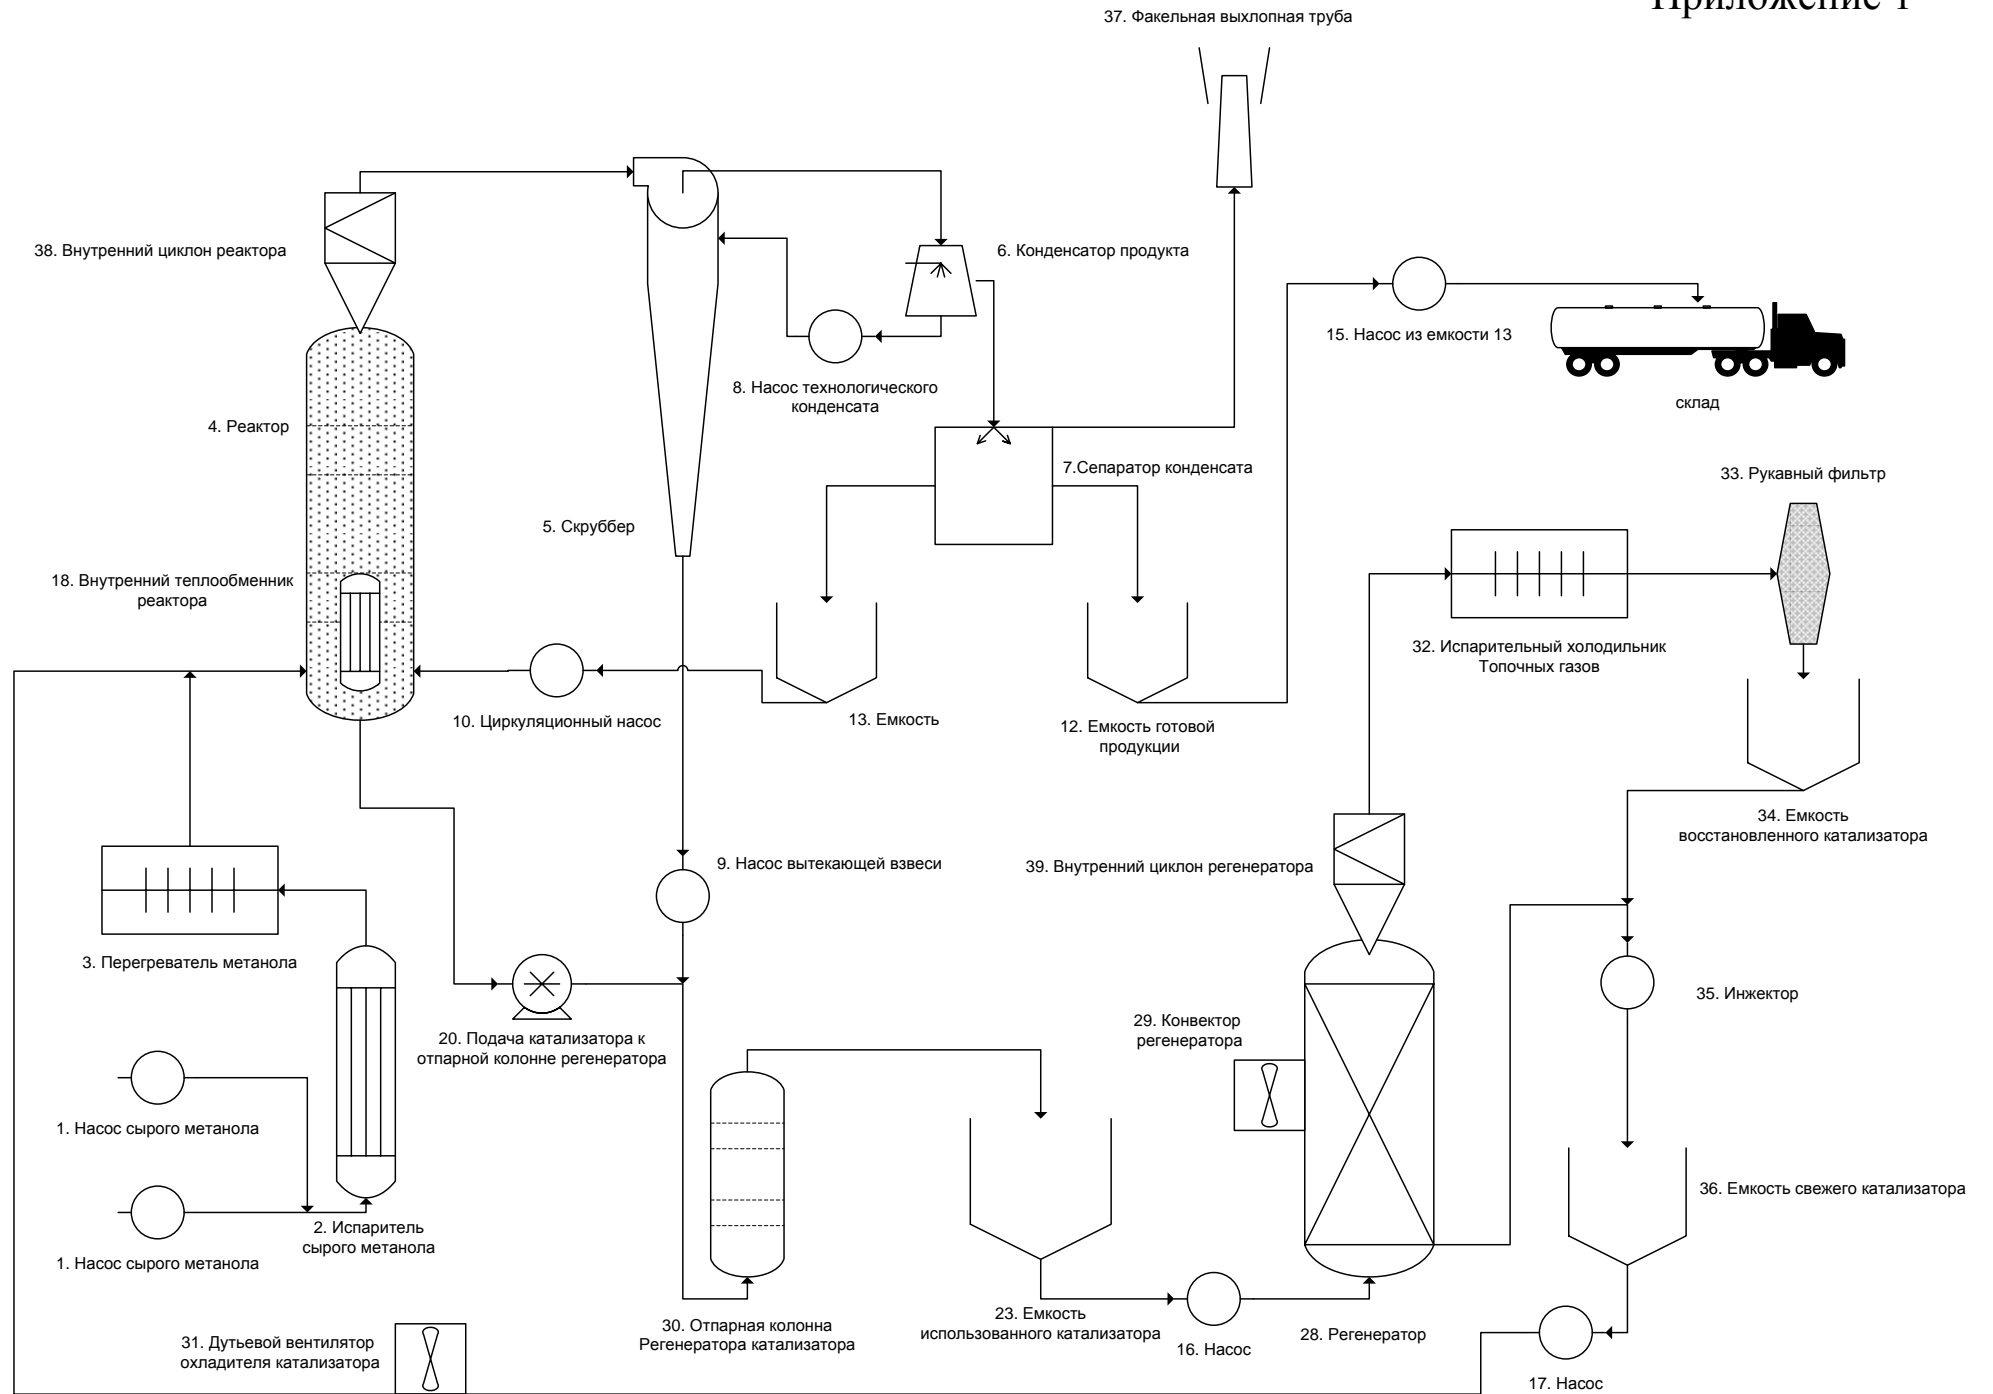 Приложение 1
37. Факельная выхлопная труба
38. Внутренний циклон реактора
6. Конденсатор продукта
15. Насос из емкости 13
8. Насос технологического
конденсата
склад
4. Реактор
7.Сепаратор конденсата
33. Рукавный фильтр
5. Скруббер
18. Внутренний теплообменник
реактора
32. Испарительный холодильник
Топочных газов
10. Циркуляционный насос
13. Емкость
12. Емкость готовой
продукции
34. Емкость
восстановленного катализатора
9. Насос вытекающей взвеси
39. Внутренний циклон регенератора
3. Перегреватель метанола
35. Инжектор
29. Конвектор
регенератора
20. Подача катализатора к
отпарной колонне регенератора
1. Насос сырого метанола
36. Емкость свежего катализатора
2. Испаритель
сырого метанола
1. Насос сырого метанола
23. Емкость
использованного катализатора
30. Отпарная колонна
Регенератора катализатора
28. Регенератор
16. Насос
31. Дутьевой вентилятор
охладителя катализатора
17. Насос